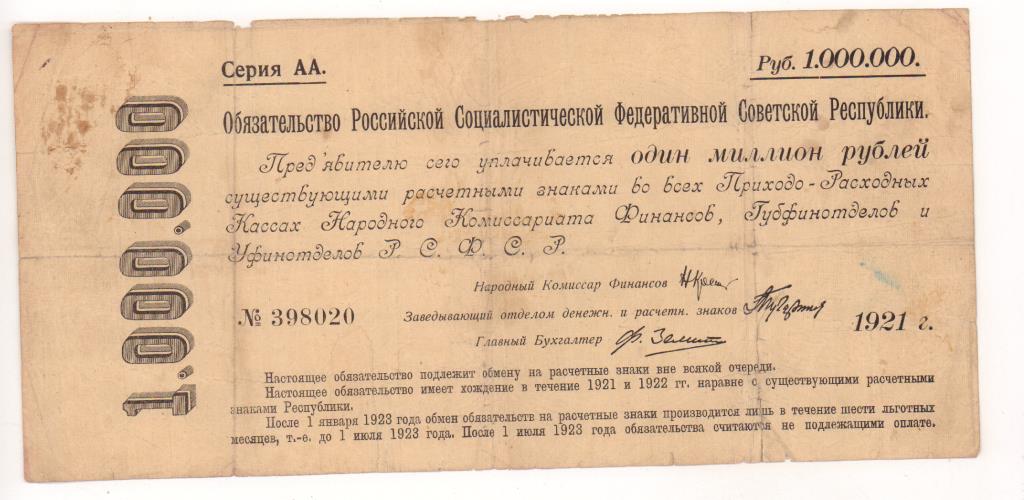 1.000.000
Серия АА.
Руб. 1.000.000.
Обязательство Российской Социалистической Федеративной Советской Республики.
Пред'явителю сего уплачивается один миллион рублей
существующими расчетными знаками во всех Приходо-Расходных
Кассах Народного Комиссариата Финансов, Губфинотделов и
Уфинотделов Р. С. Ф. С. Р.
Народный Комиссар Финансов
№ 398020
Заведывающий отделом денежн. и расчетн. знаков
1921 г.
Главный Бухгалтер
Настоящее обязательство подлежит обмену на расчетные знаки вне всякой очереди.
Настоящее обязательство имеет хождение в течение 1921 и 1922 гг. наравне с существующими расчетными
знаками Республики.
После 1 января 1923 года обмен обязательств на расчетные знаки производится лишь в течение шести льготных
месяцев, т.-е. до 1 июля 1923 года. После 1 июля 1923 года обязательства считаются не подлежащими оплате.